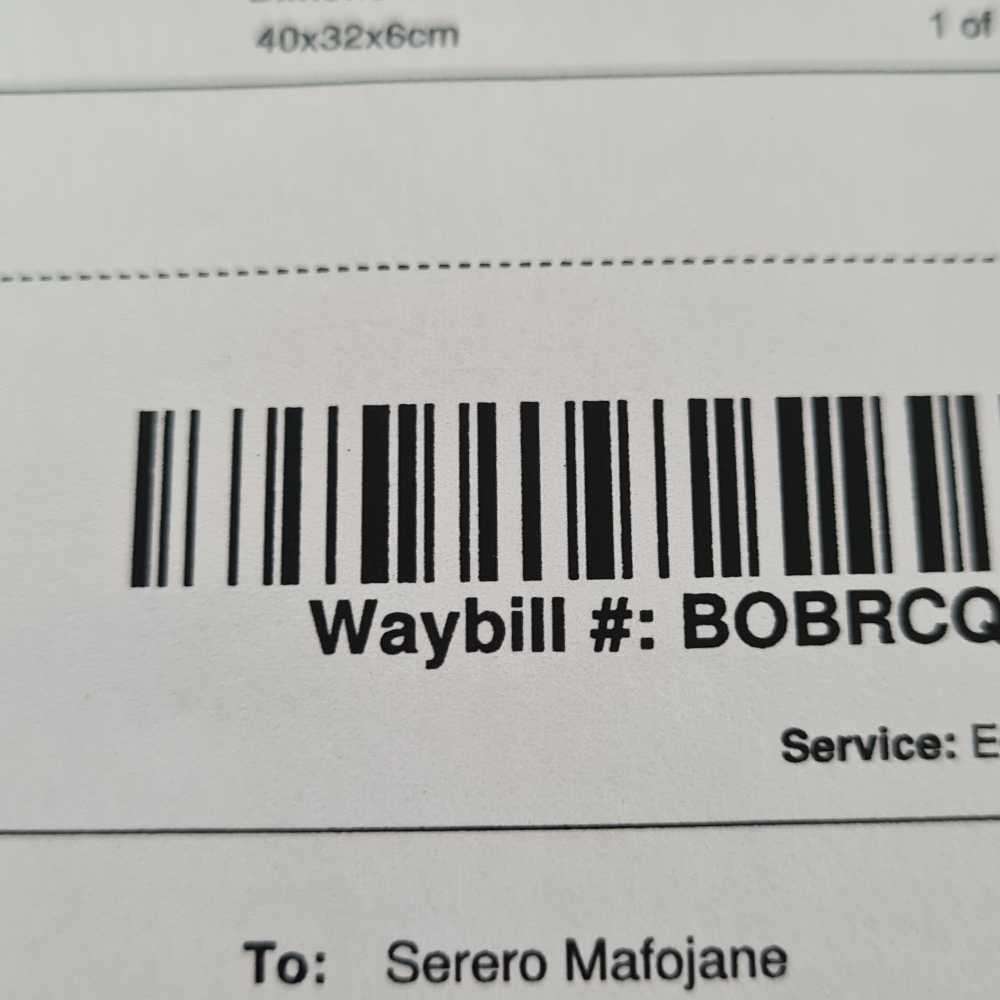 40x32x6cm
1 of
Waybill #: BOBRCQ
Service: E
To: Serero Mafojane